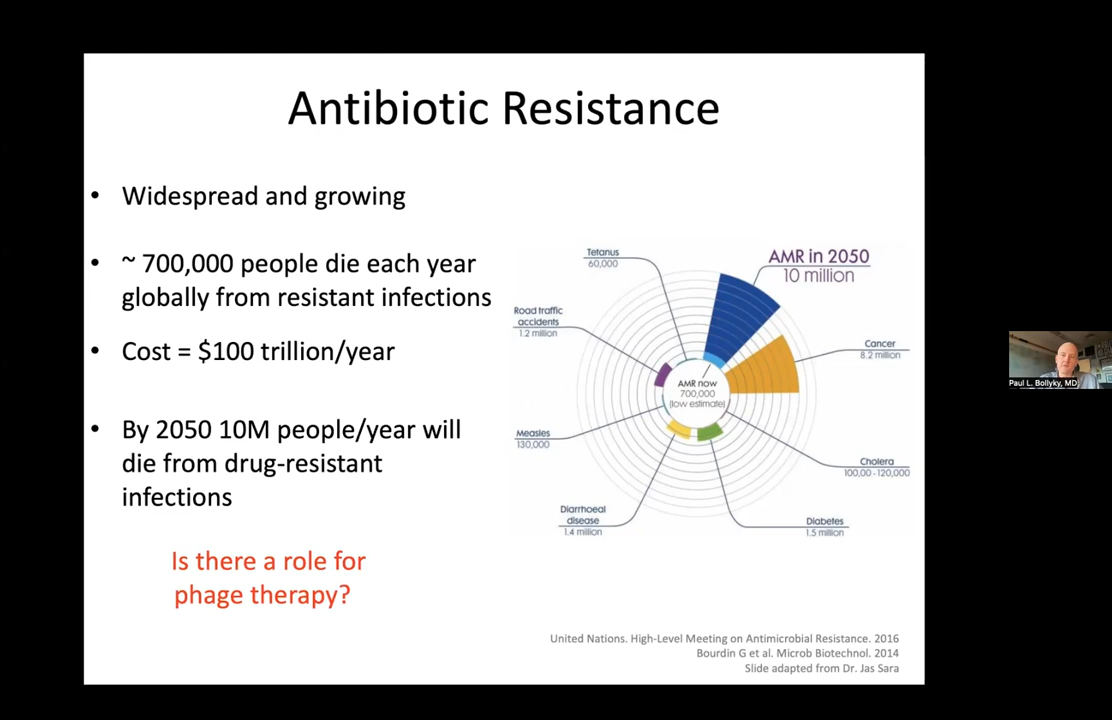 Antibiotic Resistance
• Widespread and growing
• ~ 700,000 people die each year
globally from resistant infections
• Cost = $100 trillion/year
• By 2050 10M people/year will
die from drug-resistant
infections
Is there a role for
phage therapy?
Tetanus
60,000
AMR in 2050
10 million
Road traffic
accidents
1.2 million
Cancer
8.2 million
AMR now
700,000
(low estimate)
Measles
130,000
Cholera
100,00 - 120,000
Diarrhoeal
disease
1.4 million
Diabetes
1.5 million
United Nations. High-Level Meeting on Antimicrobial Resistance. 2016
Bourdin G et al. Microb Biotechnol. 2014
Slide adapted from Dr. Jas Sara
Paul L. Bollyky, MD